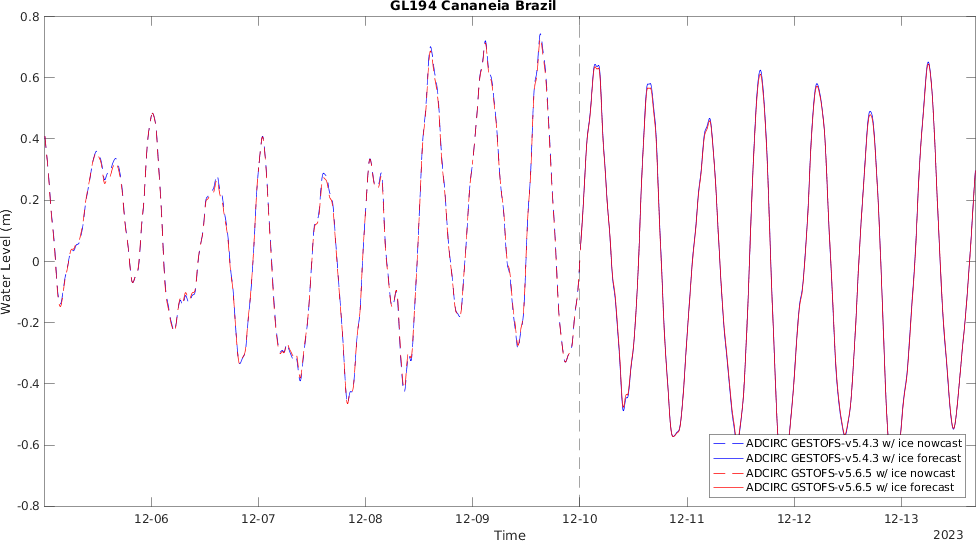 GL194 Cananeia Brazil
0.8
0.6
0.4
0.2
0
-0.2
-0.4
-0.6
-0.8
Water Level (m)
ADCIRC GESTOFS-v5.4.3 w/ ice nowcast
ADCIRC GESTOFS-v5.4.3 w/ ice forecast
ADCIRC GSTOFS-v5.6.5 w/ ice nowcast
ADCIRC GSTOFS-v5.6.5 w/ ice forecast
12-06 12-07 12-08 12-09 12-10 12-11 12-12 12-13
Time
2023